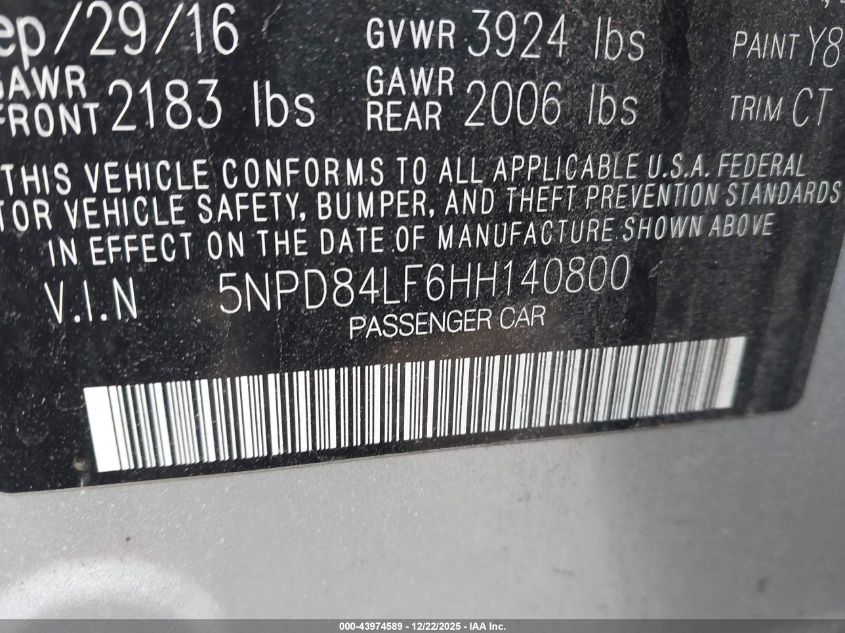 ep/29/16 GVWR 3924 lbs PAINT Y8
GAWR FRONT 2183 lbs GAWR REAR 2006 lbs TRIM CT
THIS VEHICLE CONFORMS TO ALL APPLICABLE U.S.A. FEDERAL
TOR VEHICLE SAFETY, BUMPER, AND THEFT PREVENTION STANDARDS
IN EFFECT ON THE DATE OF MANUFACTURE SHOWN ABOVE
V.I.N 5NPD84LF6HH140800
PASSENGER CAR
000-43974589 - 12/22/2025 - IAA Inc.